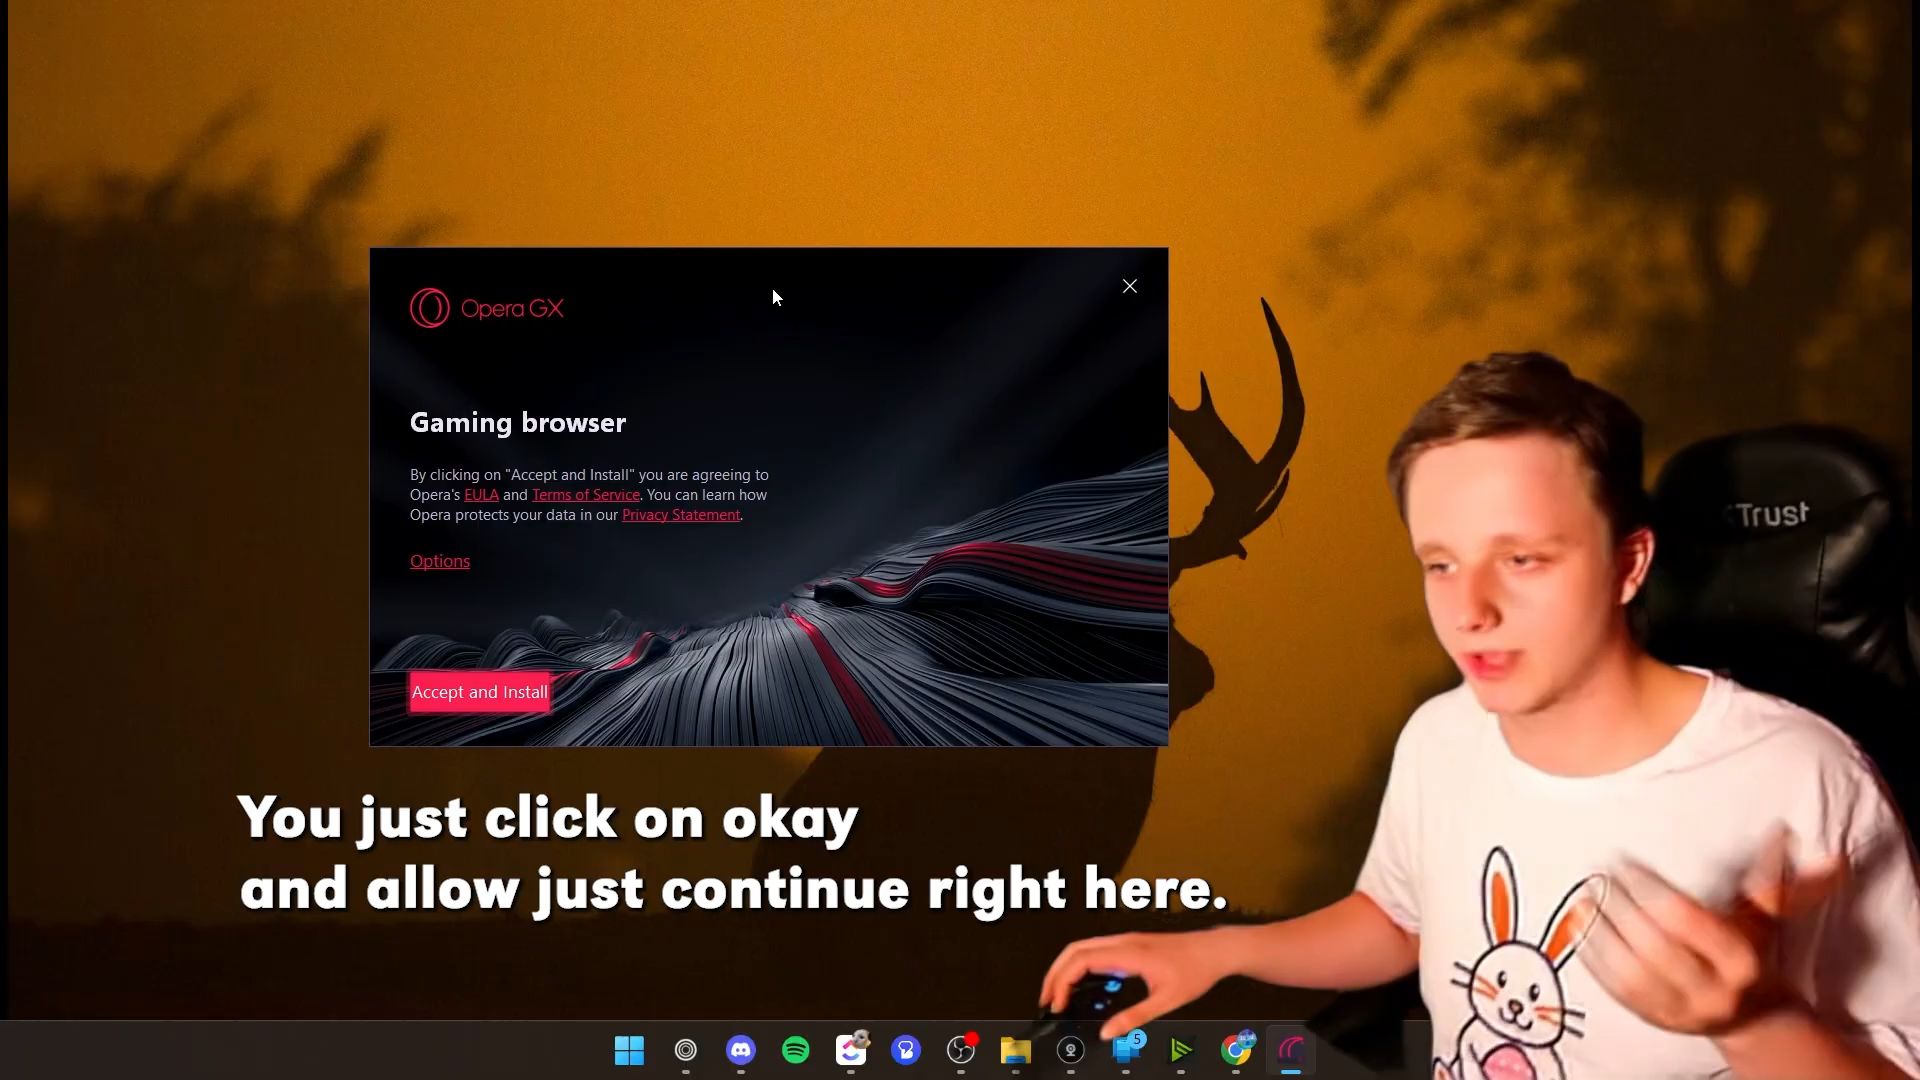 Opera GX
Gaming browser
By clicking on "Accept and Install" you are agreeing to
Opera's EULA and Terms of Service. You can learn how
Opera protects your data in our Privacy Statement.
Options
Accept and Install
Trust
You just click on okay
and allow just continue right here.
5